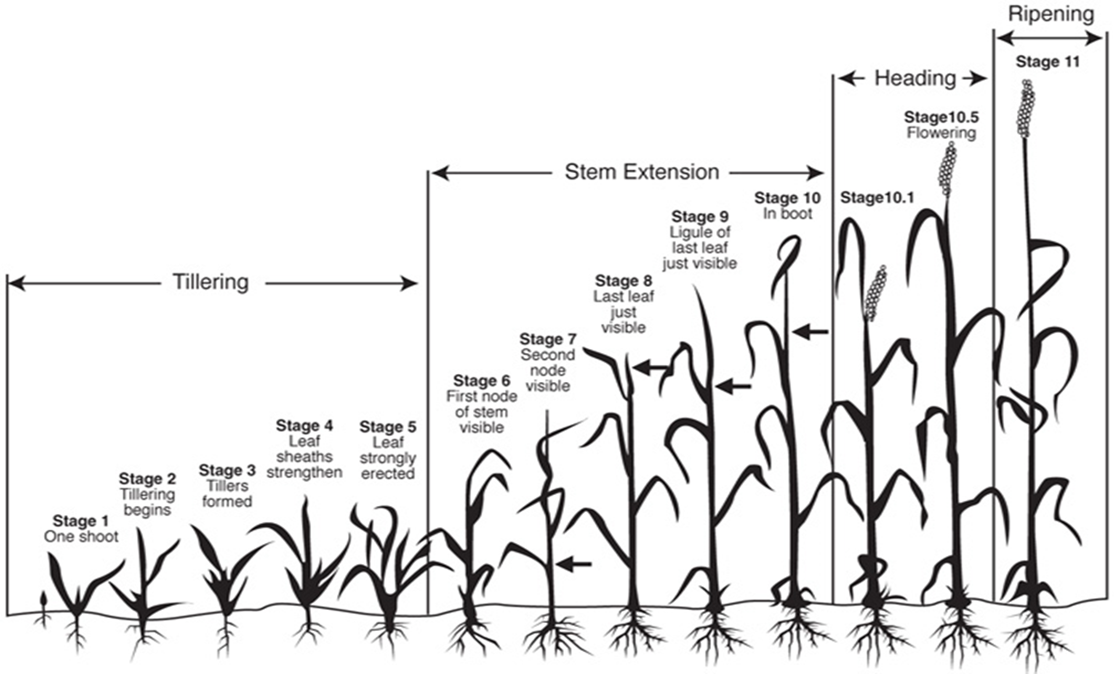 Ripening
Stage 11
Heading
Stage10.5
Flowering
Stem Extension
Stage 10
In boot
Stage10.1
Stage 9
Ligule of
last leaf
just visible
Tillering
Stage 8
Last leaf
just
visible
Stage 7
Second
node
visible
Stage 6
First node
of stem
visible
Stage 5
Leaf
strongly
erected
Stage 4
Leaf
sheaths
strengthen
Stage 3
Tillers
formed
Stage 2
Tillering
begins
Stage 1
One shoot